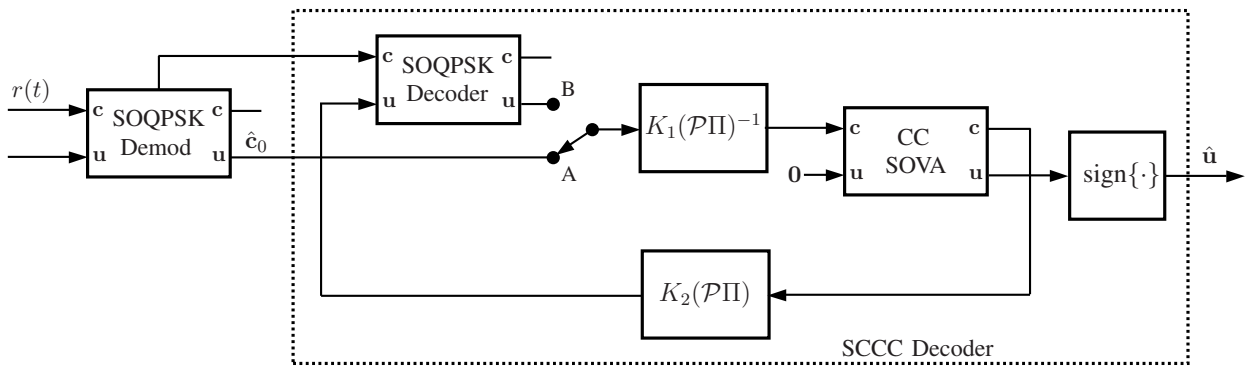 r(t)
c
c
SOQPSK
Demod
u
u
ĉ₀
c
c
SOQPSK
Decoder
u
u
B
A
K₁(𝒫Π)⁻¹
c
c
CC
SOVA
0
u
u
sign{·}
û
K₂(𝒫Π)
SCCC Decoder